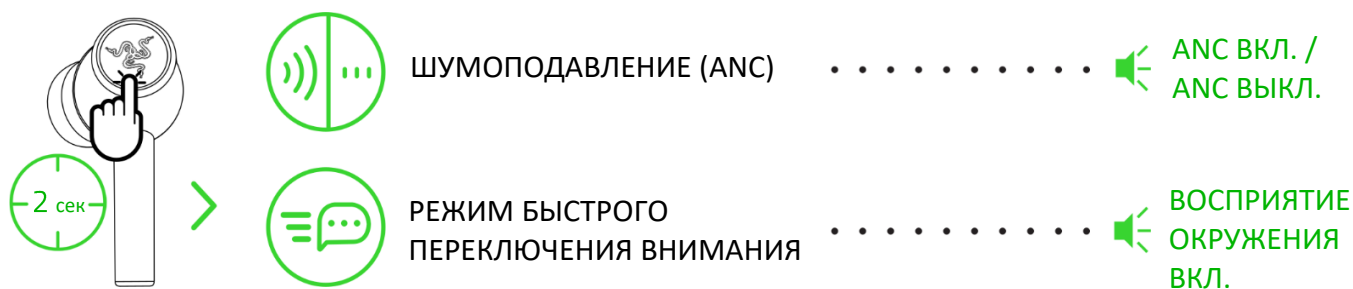 2 сек
ШУМОПОДАВЛЕНИЕ (ANC)
ANC ВКЛ. /
ANC ВЫКЛ.
РЕЖИМ БЫСТРОГО
ПЕРЕКЛЮЧЕНИЯ ВНИМАНИЯ
ВОСПРИЯТИЕ
ОКРУЖЕНИЯ
ВКЛ.